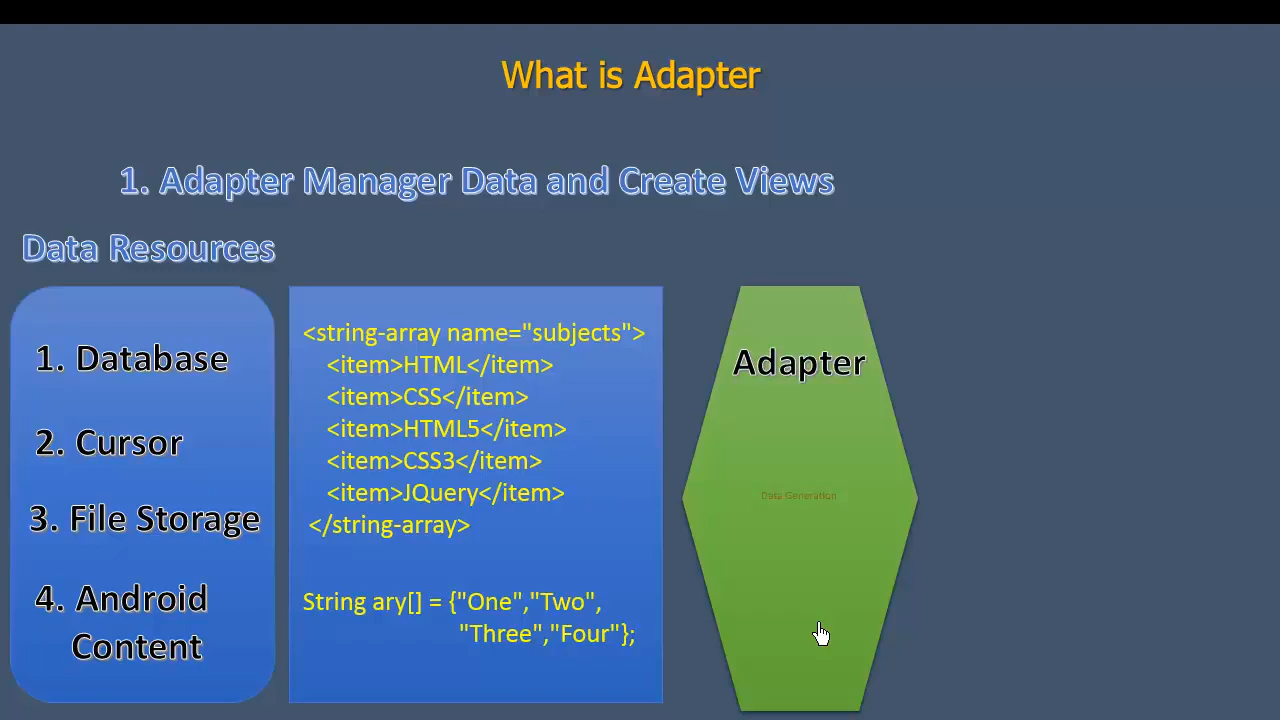 What is Adapter
1. Adapter Manager Data and Create Views
Data Resources
1. Database
2. Cursor
3. File Storage
4. Android
Content
<string-array name="subjects">
<item>HTML</item>
<item>CSS</item>
<item>HTML5</item>
<item>CSS3</item>
<item>JQuery</item>
</string-array>
String ary[] = {"One","Two",
"Three","Four"};
Adapter
Data Generation